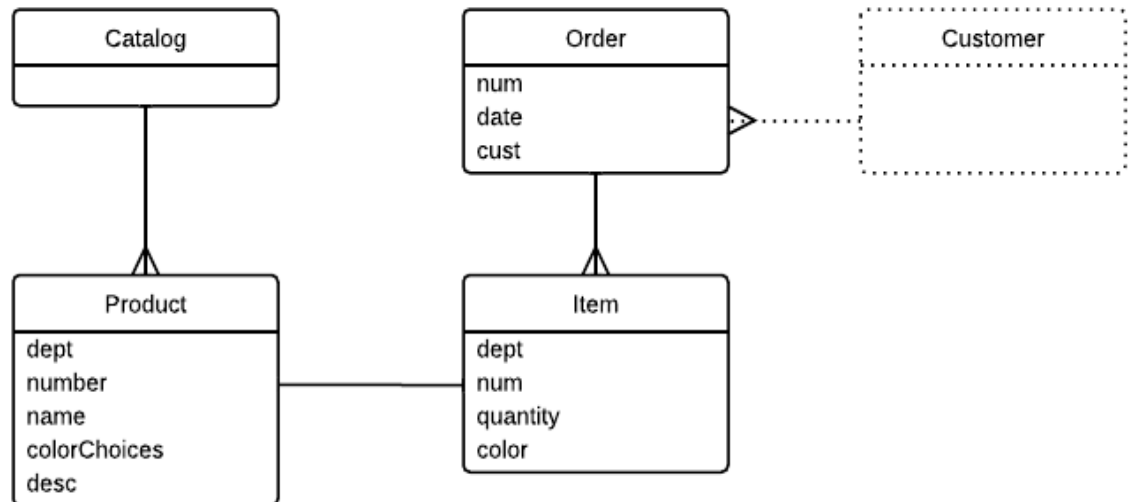 Catalog
Order
num
date
cust
Customer
Product
dept
number
name
colorChoices
desc
Item
dept
num
quantity
color